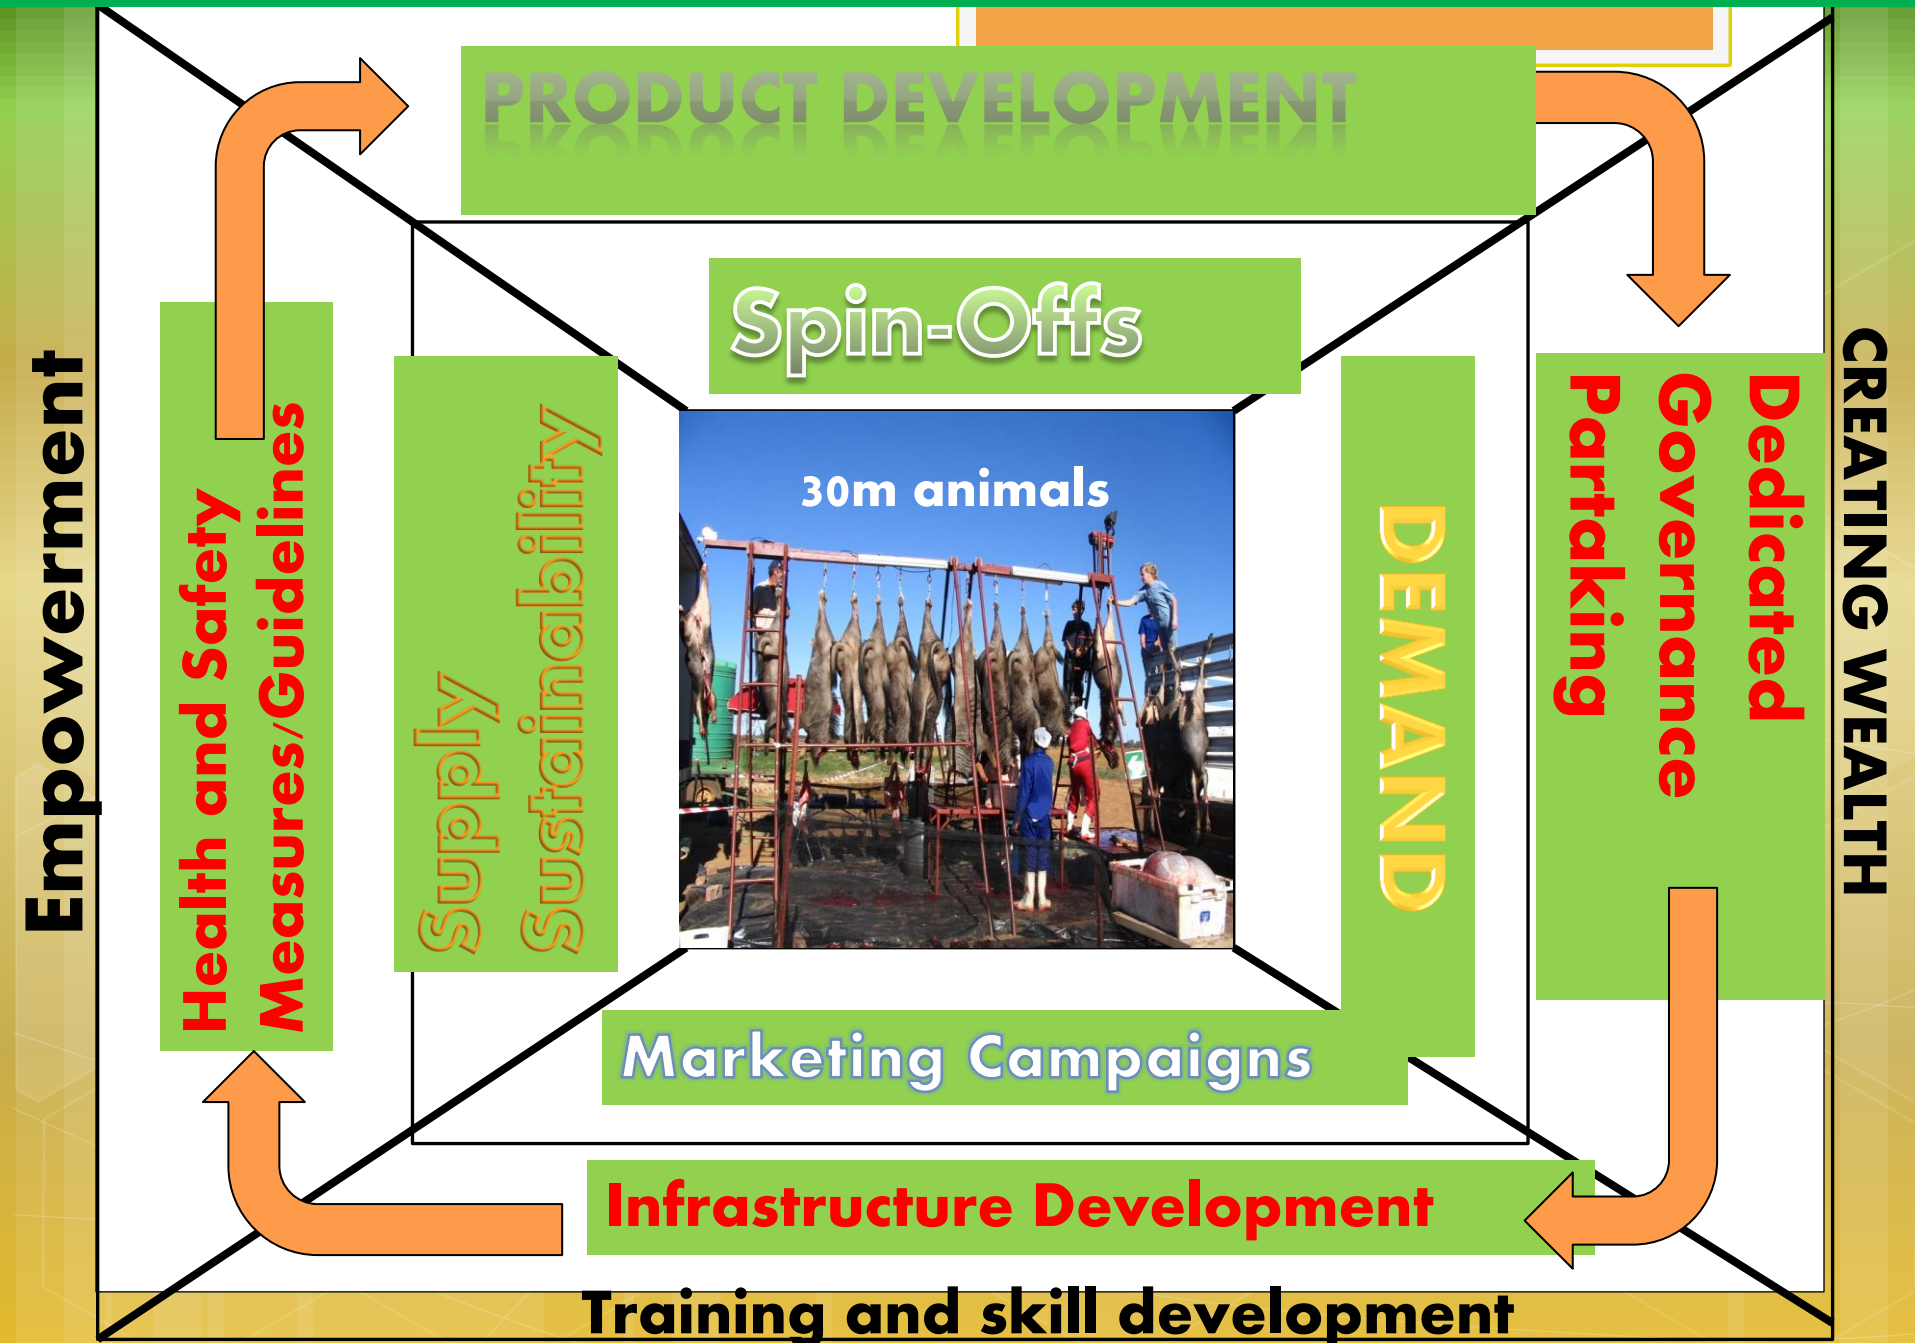 PRODUCT DEVELOPMENT
Spin-Offs
30m animals
Empowerment
Health and Safety
Measures/Guidelines
Supply
Sustainability
DEMAND
Dedicated
Governance
Partaking
CREATING WEALTH
Marketing Campaigns
Infrastructure Development
Training and skill development